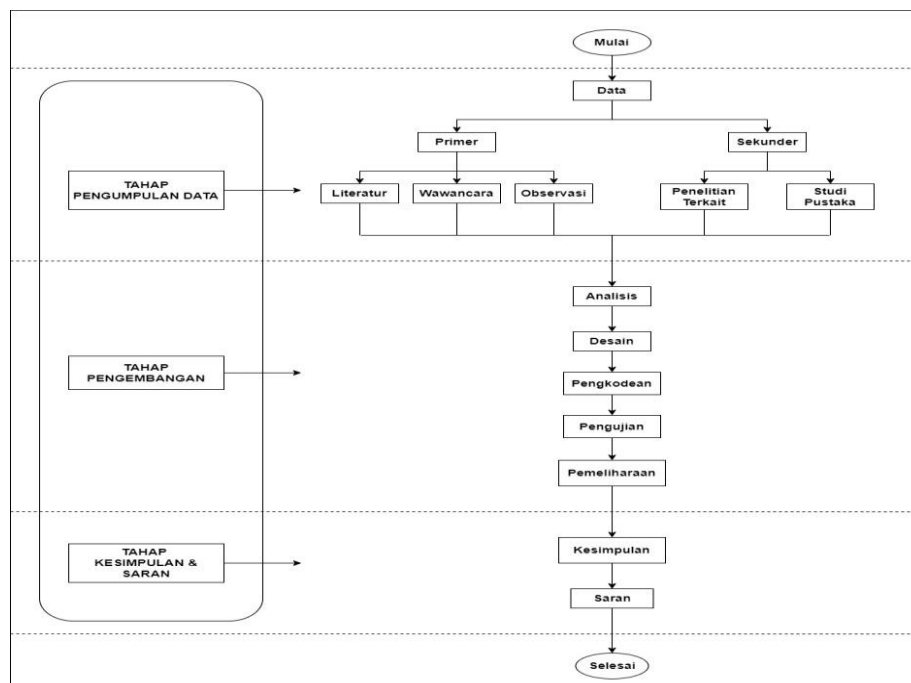 Mulai
Data
Primer
Sekunder
TAHAP
PENGUMPULAN DATA
Literatur
Wawancara
Observasi
Penelitian
Terkait
Studi
Pustaka
Analisis
Desain
TAHAP
PENGEMBANGAN
Pengkodean
Pengujian
Pemeliharaan
TAHAP
KESIMPULAN &
SARAN
Kesimpulan
Saran
Selesai